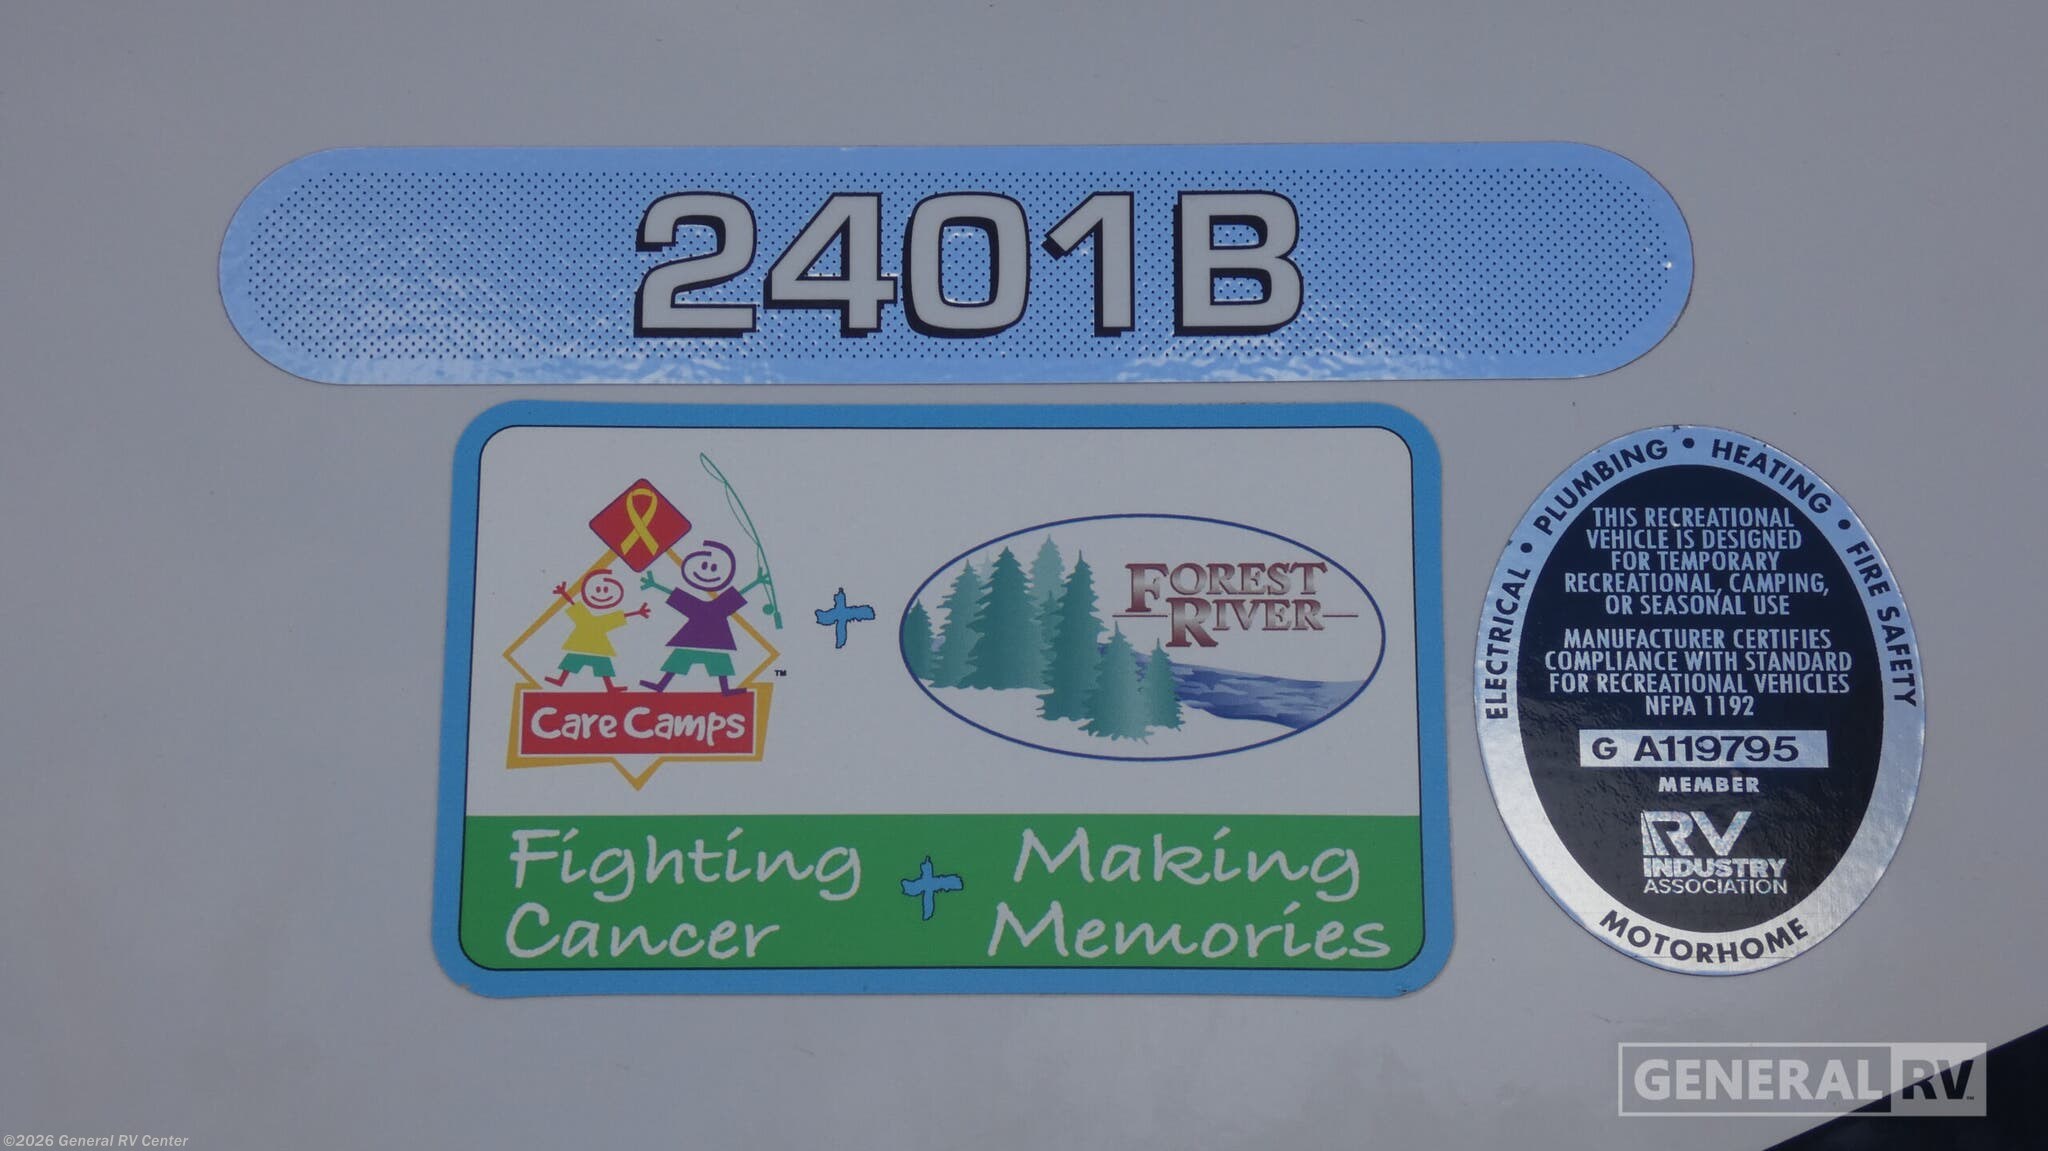 2401B
Care Camps
™
FOREST
RIVER
Fighting
Cancer
Making
Memories
ELECTRICAL • PLUMBING • HEATING • FIRE SAFETY
THIS RECREATIONAL
VEHICLE IS DESIGNED
FOR TEMPORARY
RECREATIONAL, CAMPING,
OR SEASONAL USE
MANUFACTURER CERTIFIES
COMPLIANCE WITH STANDARD
FOR RECREATIONAL VEHICLES
NFPA 1192
G A119795
MEMBER
RV
INDUSTRY
ASSOCIATION
MOTORHOME
GENERAL RV
©2026 General RV Center